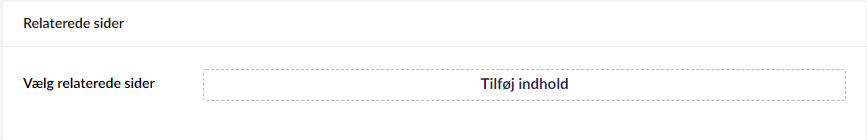 Relaterede sider
Vælg relaterede sider
Tilføj indhold